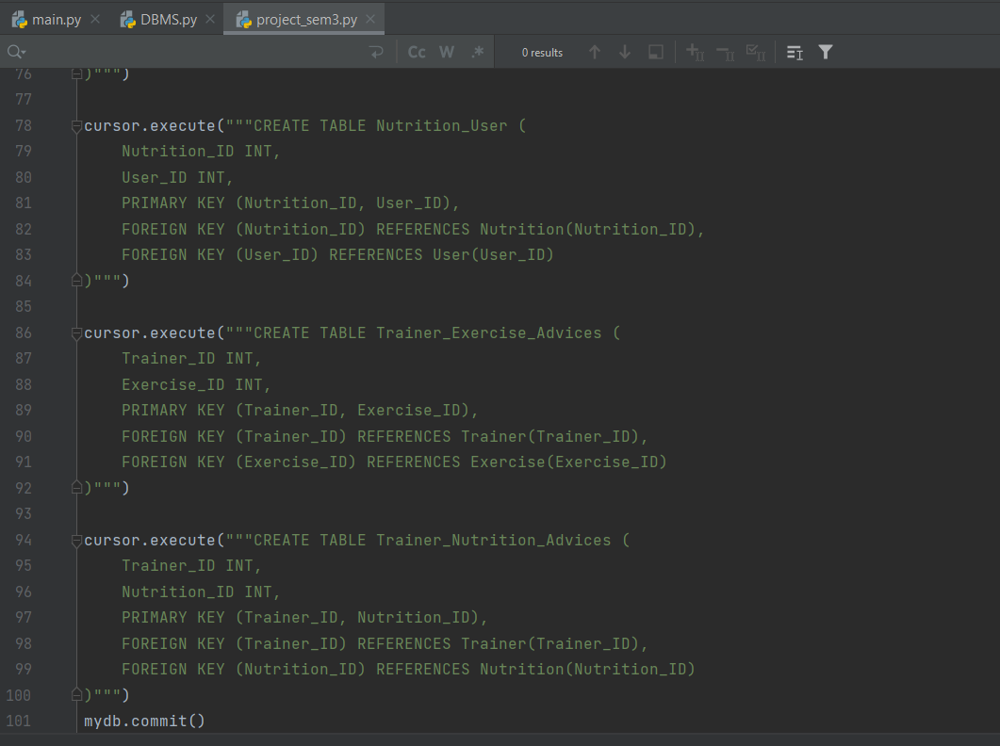 main.py DBMS.py project_sem3.py
Cc W .* 0 results
76 )""")
77
78 cursor.execute("""CREATE TABLE Nutrition_User (
79     Nutrition_ID INT,
80     User_ID INT,
81     PRIMARY KEY (Nutrition_ID, User_ID),
82     FOREIGN KEY (Nutrition_ID) REFERENCES Nutrition(Nutrition_ID),
83     FOREIGN KEY (User_ID) REFERENCES User(User_ID)
84 )""")
85
86 cursor.execute("""CREATE TABLE Trainer_Exercise_Advices (
87     Trainer_ID INT,
88     Exercise_ID INT,
89     PRIMARY KEY (Trainer_ID, Exercise_ID),
90     FOREIGN KEY (Trainer_ID) REFERENCES Trainer(Trainer_ID),
91     FOREIGN KEY (Exercise_ID) REFERENCES Exercise(Exercise_ID)
92 )""")
93
94 cursor.execute("""CREATE TABLE Trainer_Nutrition_Advices (
95     Trainer_ID INT,
96     Nutrition_ID INT,
97     PRIMARY KEY (Trainer_ID, Nutrition_ID),
98     FOREIGN KEY (Trainer_ID) REFERENCES Trainer(Trainer_ID),
99     FOREIGN KEY (Nutrition_ID) REFERENCES Nutrition(Nutrition_ID)
100 )""")
101 mydb.commit()